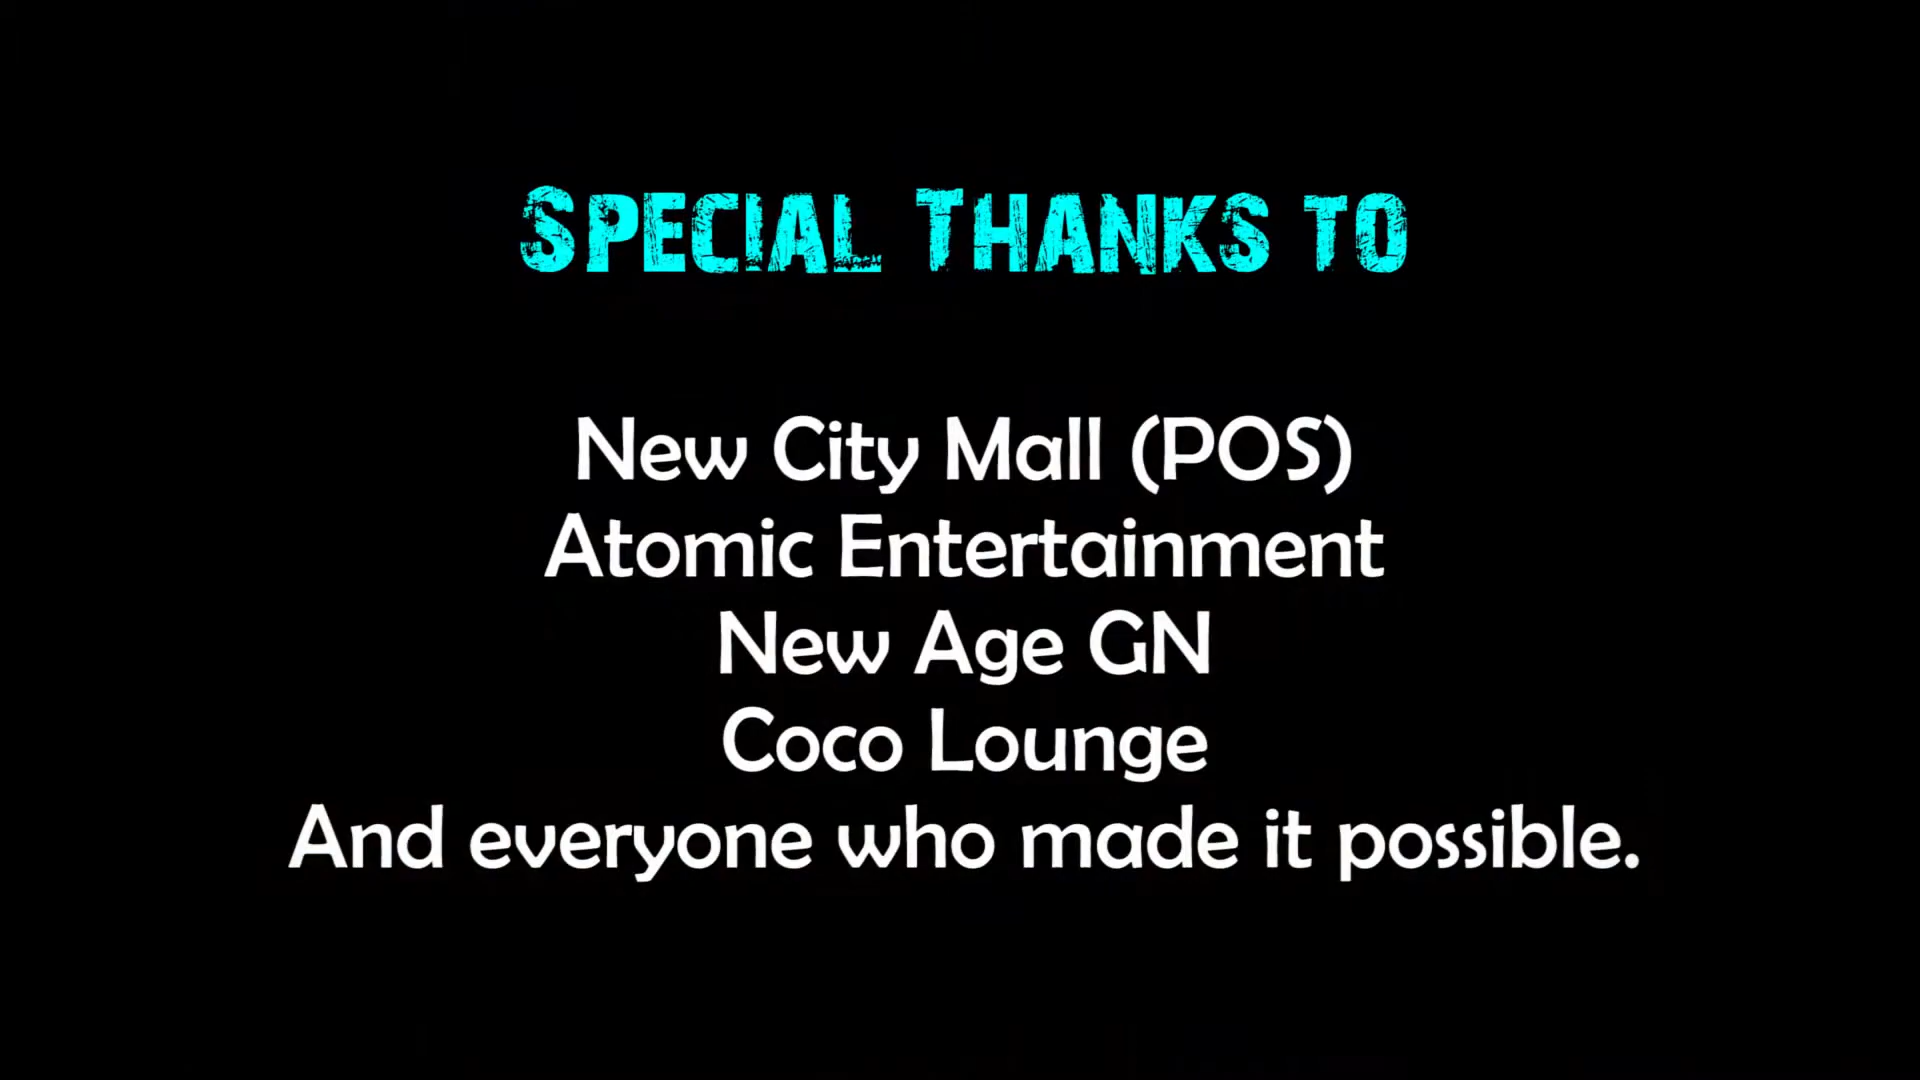 Special Thanks to
New City Mall (POS)
Atomic Entertainment
New Age GN
Coco Lounge
And everyone who made it possible.